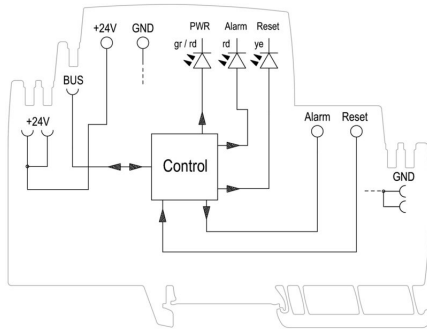 +24V GND PWR Alarm Reset
gr / rd rd ye
BUS
+24V
Alarm Reset
Control
GND